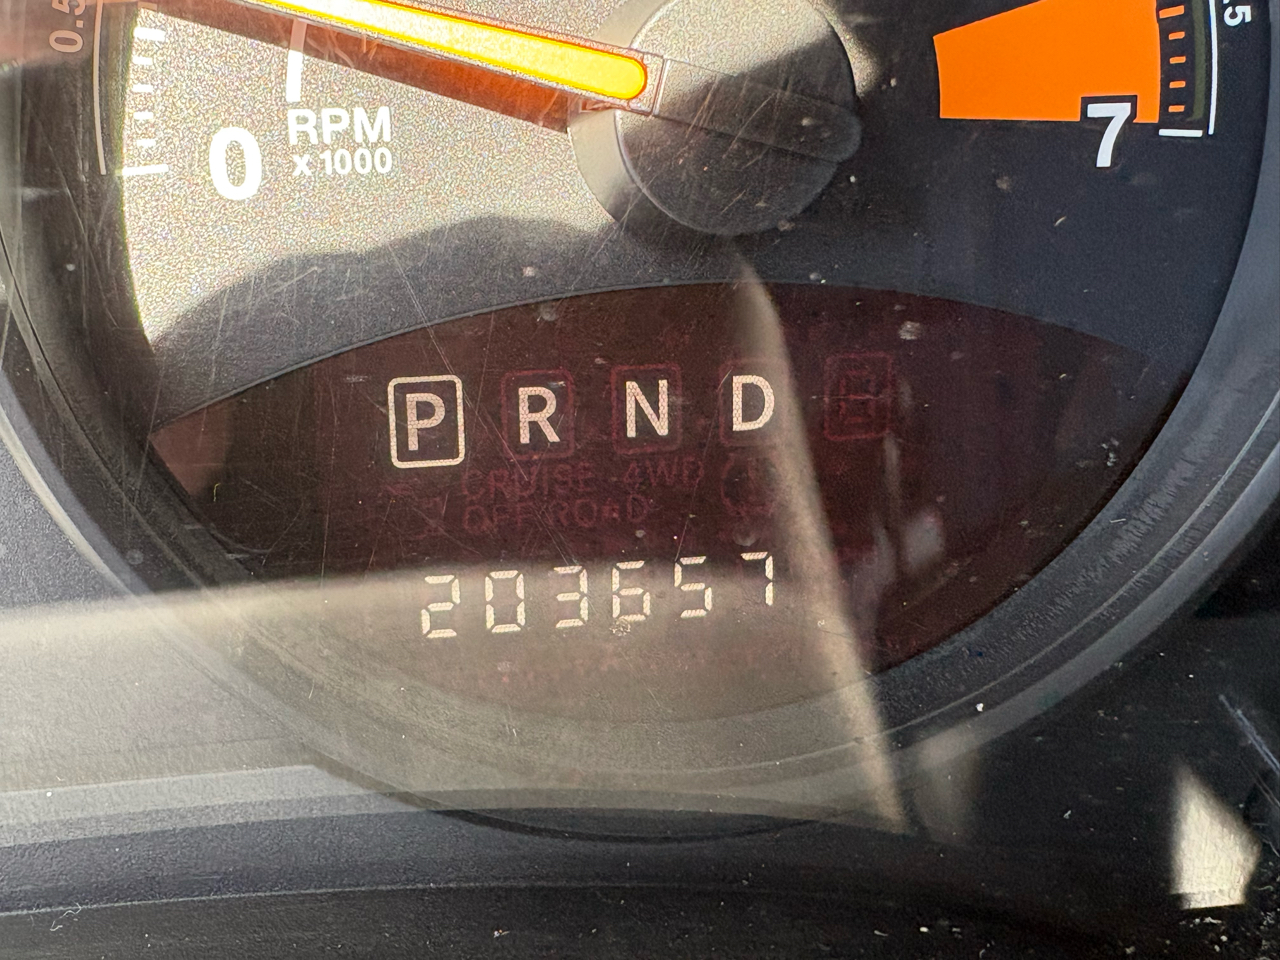 0.5
.5
RPM
x1000
0
7
P R N D
CRUISE 4WD
OFF ROAD
203657